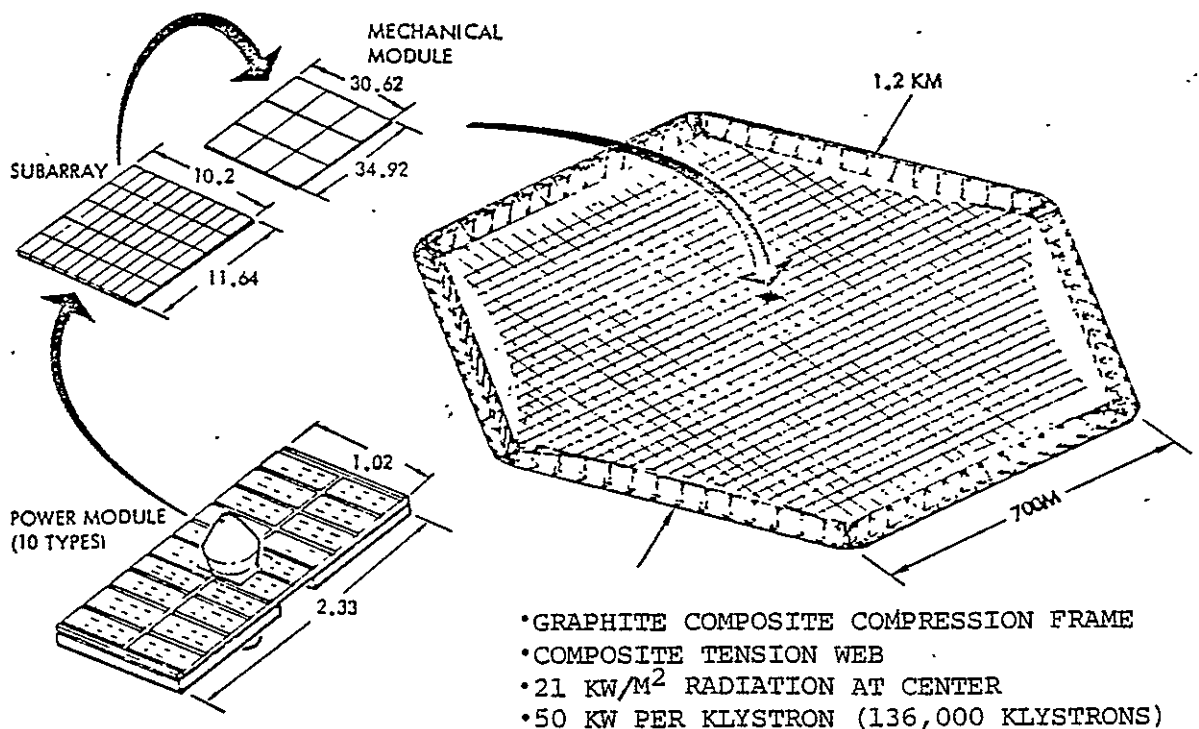 MECHANICAL
MODULE
30.62
34.92
1.2 KM
SUBARRAY
10.2
11.64
POWER MODULE
(10 TYPES)
1.02
2.33
700M
•GRAPHITE COMPOSITE COMPRESSION FRAME
•COMPOSITE TENSION WEB
•21 KW/M² RADIATION AT CENTER
•50 KW PER KLYSTRON (136,000 KLYSTRONS)